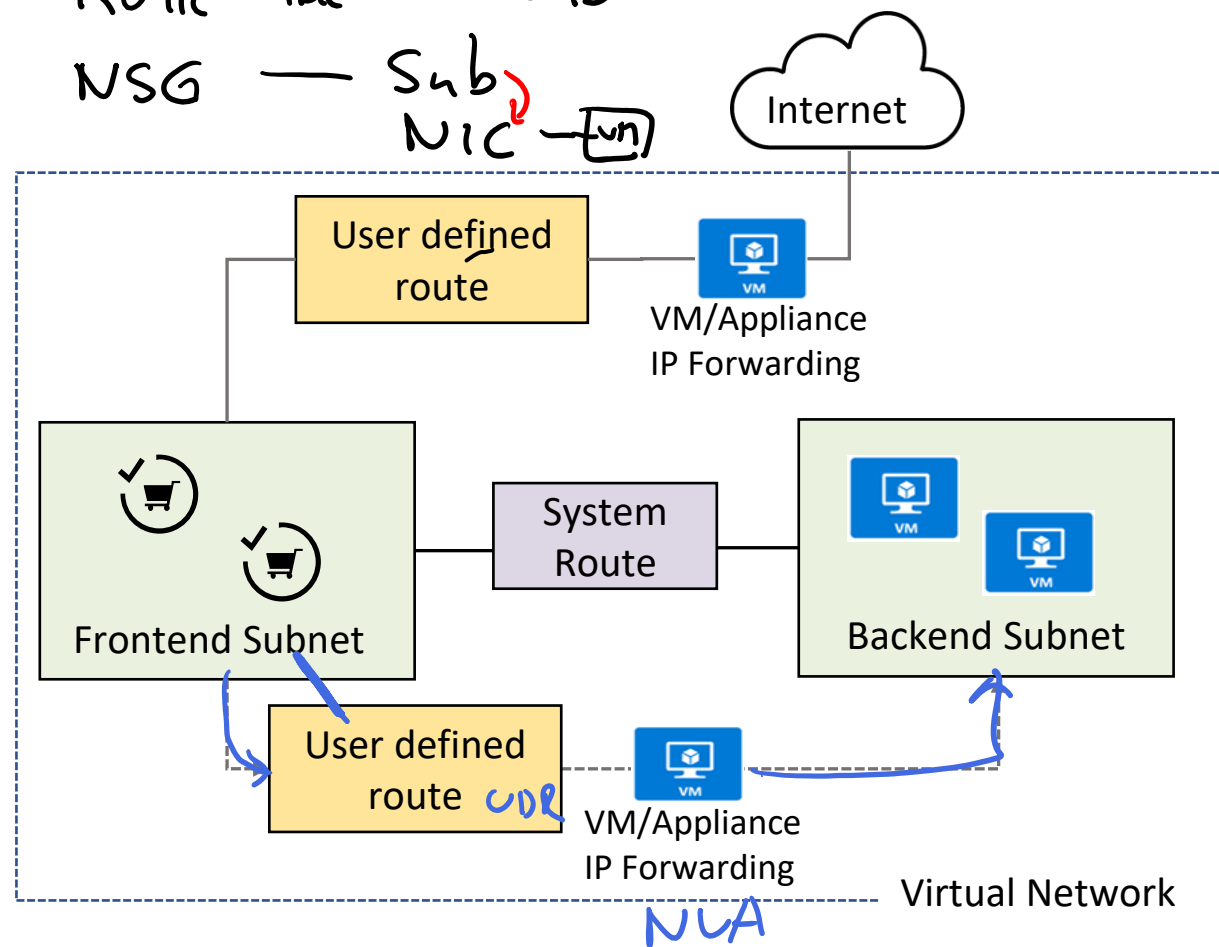 NSG — Sub
NIC — vm
Internet
User defined
route
VM
VM/Appliance
IP Forwarding
System
Route
VM
VM
Frontend Subnet
Backend Subnet
User defined
route UDR
VM
VM/Appliance
IP Forwarding
Virtual Network
NVA